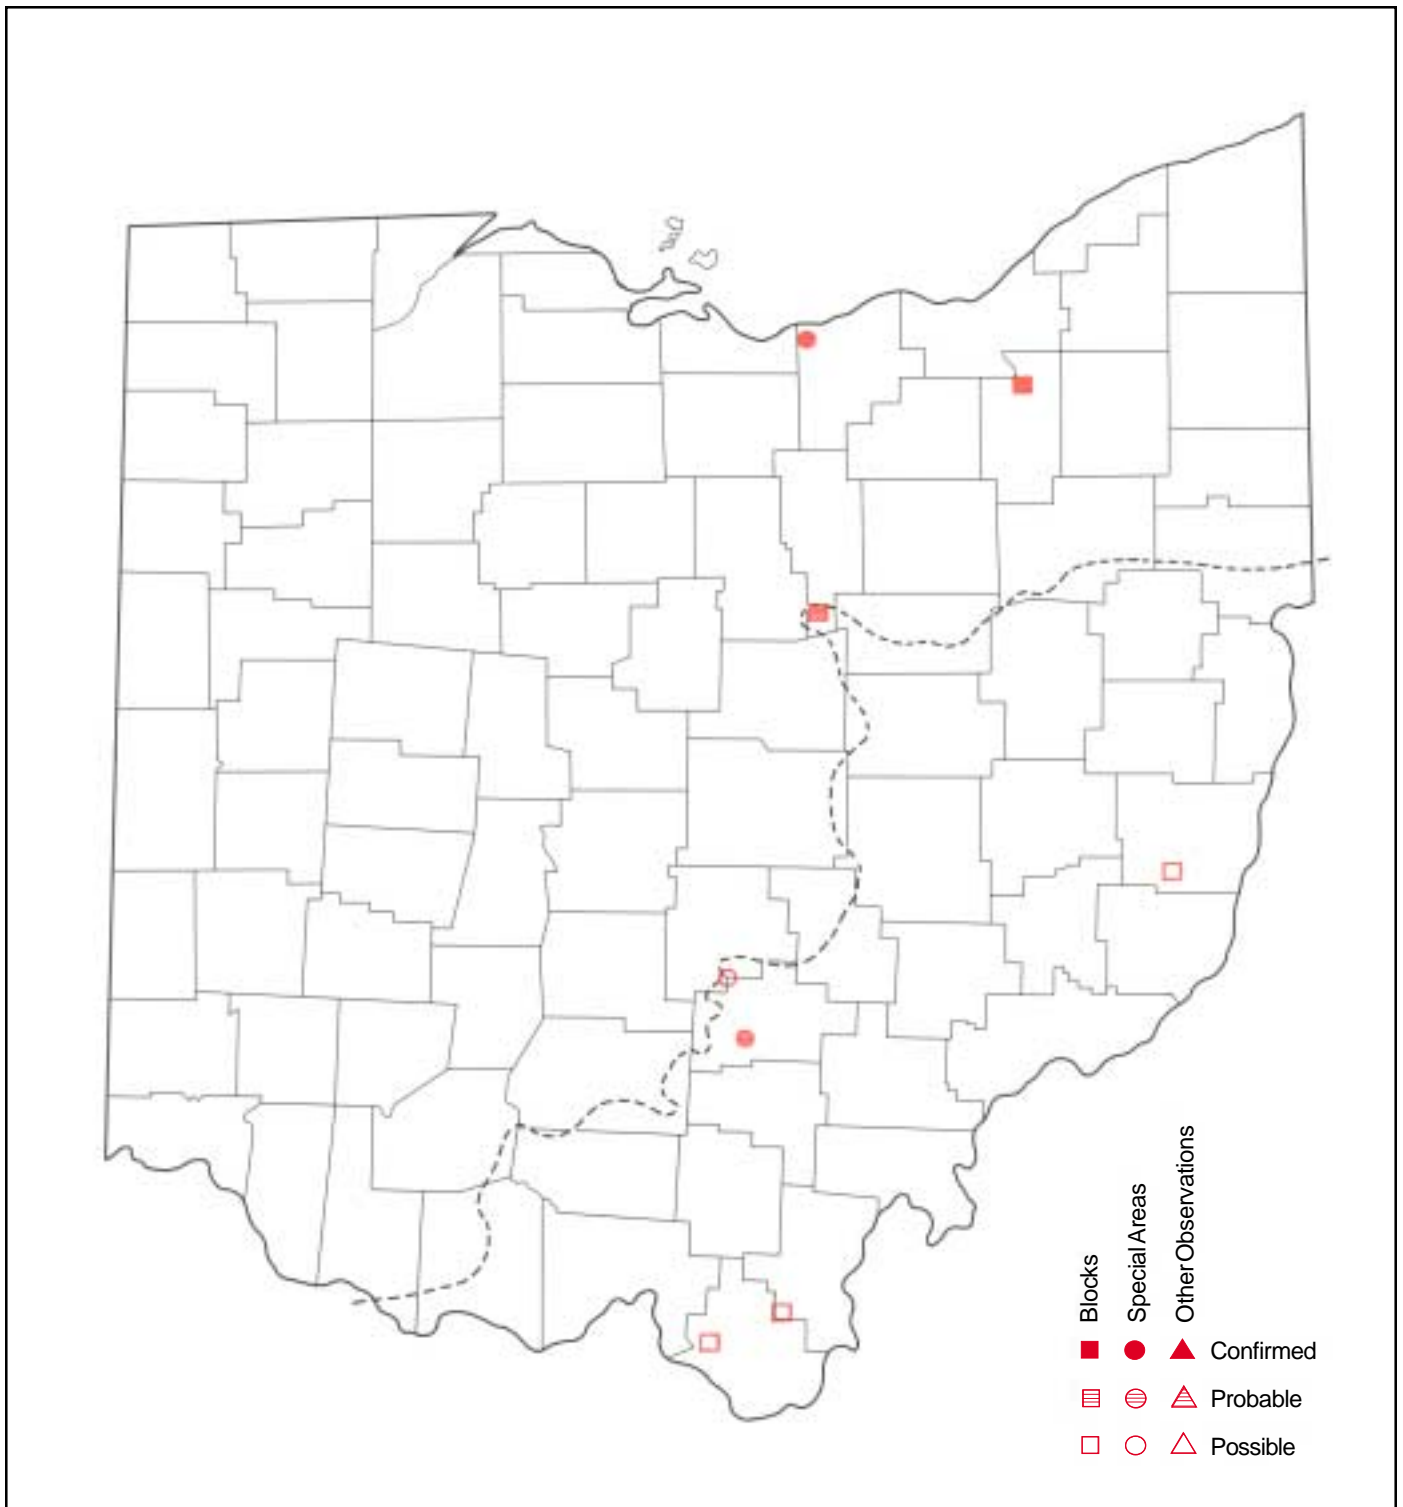 Blocks
Special Areas
Other Observations
Confirmed
Probable
Possible